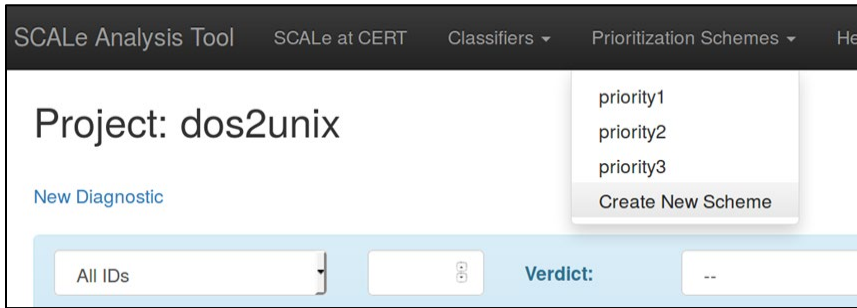 SCALe Analysis Tool SCALe at CERT Classifiers Prioritization Schemes He
priority1
Project: dos2unix
priority2
priority3
New Diagnostic
Create New Scheme
All IDs Verdict: --